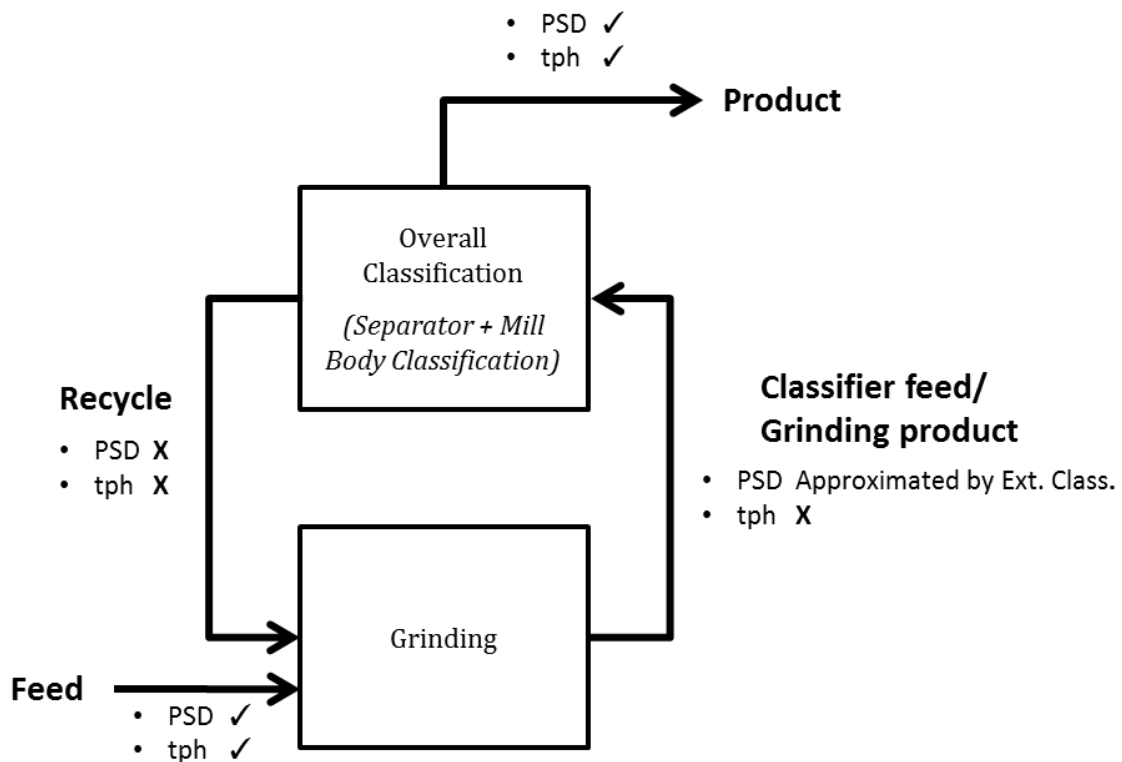 • PSD ✓
• tph ✓
Product
Overall
Classification
(Separator + Mill
Body Classification)
Recycle
• PSD X
• tph X
Classifier feed/
Grinding product
• PSD Approximated by Ext. Class.
• tph X
Grinding
Feed
• PSD ✓
• tph ✓